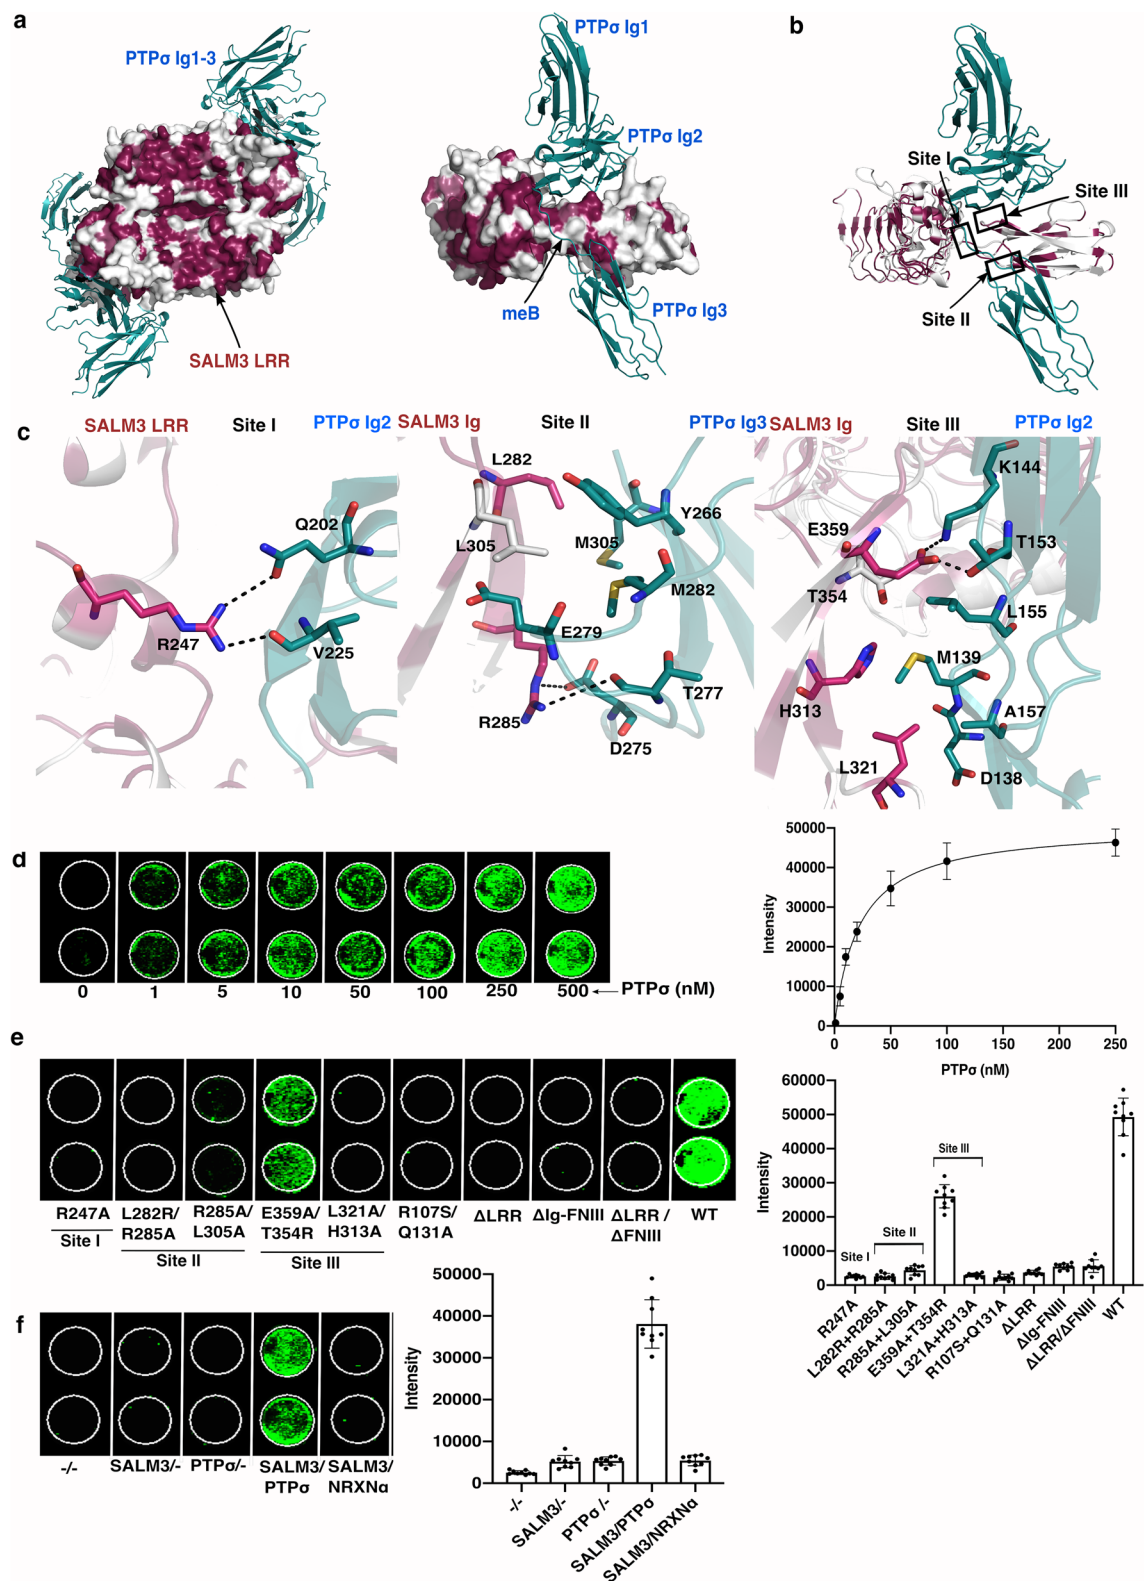 a
PTPσ Ig1-3
SALM3 LRR
PTPσ Ig1
PTPσ Ig2
meB
PTPσ Ig3
b
Site I
Site III
Site II
c
SALM3 LRR Site I PTPσ Ig2
Q202
R247
V225
SALM3 Ig Site II PTPσ Ig3
L282
Y266
L305
M305
M282
E279
T277
R285
D275
SALM3 Ig Site III PTPσ Ig2
K144
E359
T153
T354
L155
M139
H313
A157
L321
D138
d
0 1 5 10 50 100 250 500 PTPσ (nM)
Intensity
50000
40000
30000
20000
10000
0
0 50 100 150 200 250
PTPσ (nM)
e
R247A L282R/ R285A/ E359A/ L321A/ R107S/ ΔLRR ΔIg-FNIII ΔLRR / WT
R285A L305A T354R H313A Q131A ΔFNIII
Site I Site II Site III
Intensity
60000
50000
40000
30000
20000
10000
0
Site III
Site II
Site I
R247A
L282R+R285A
R285A+L305A
E359A+T354R
L321A+H313A
R107S+Q131A
ΔLRR
ΔIg-FNIII
ΔLRR/ΔFNIII
WT
f
-/- SALM3/- PTPσ/- SALM3/ SALM3/
PTPσ NRXNα
Intensity
50000
40000
30000
20000
10000
0
-/-
SALM3/-
PTPσ /-
SALM3/PTPσ
SALM3/NRXNα